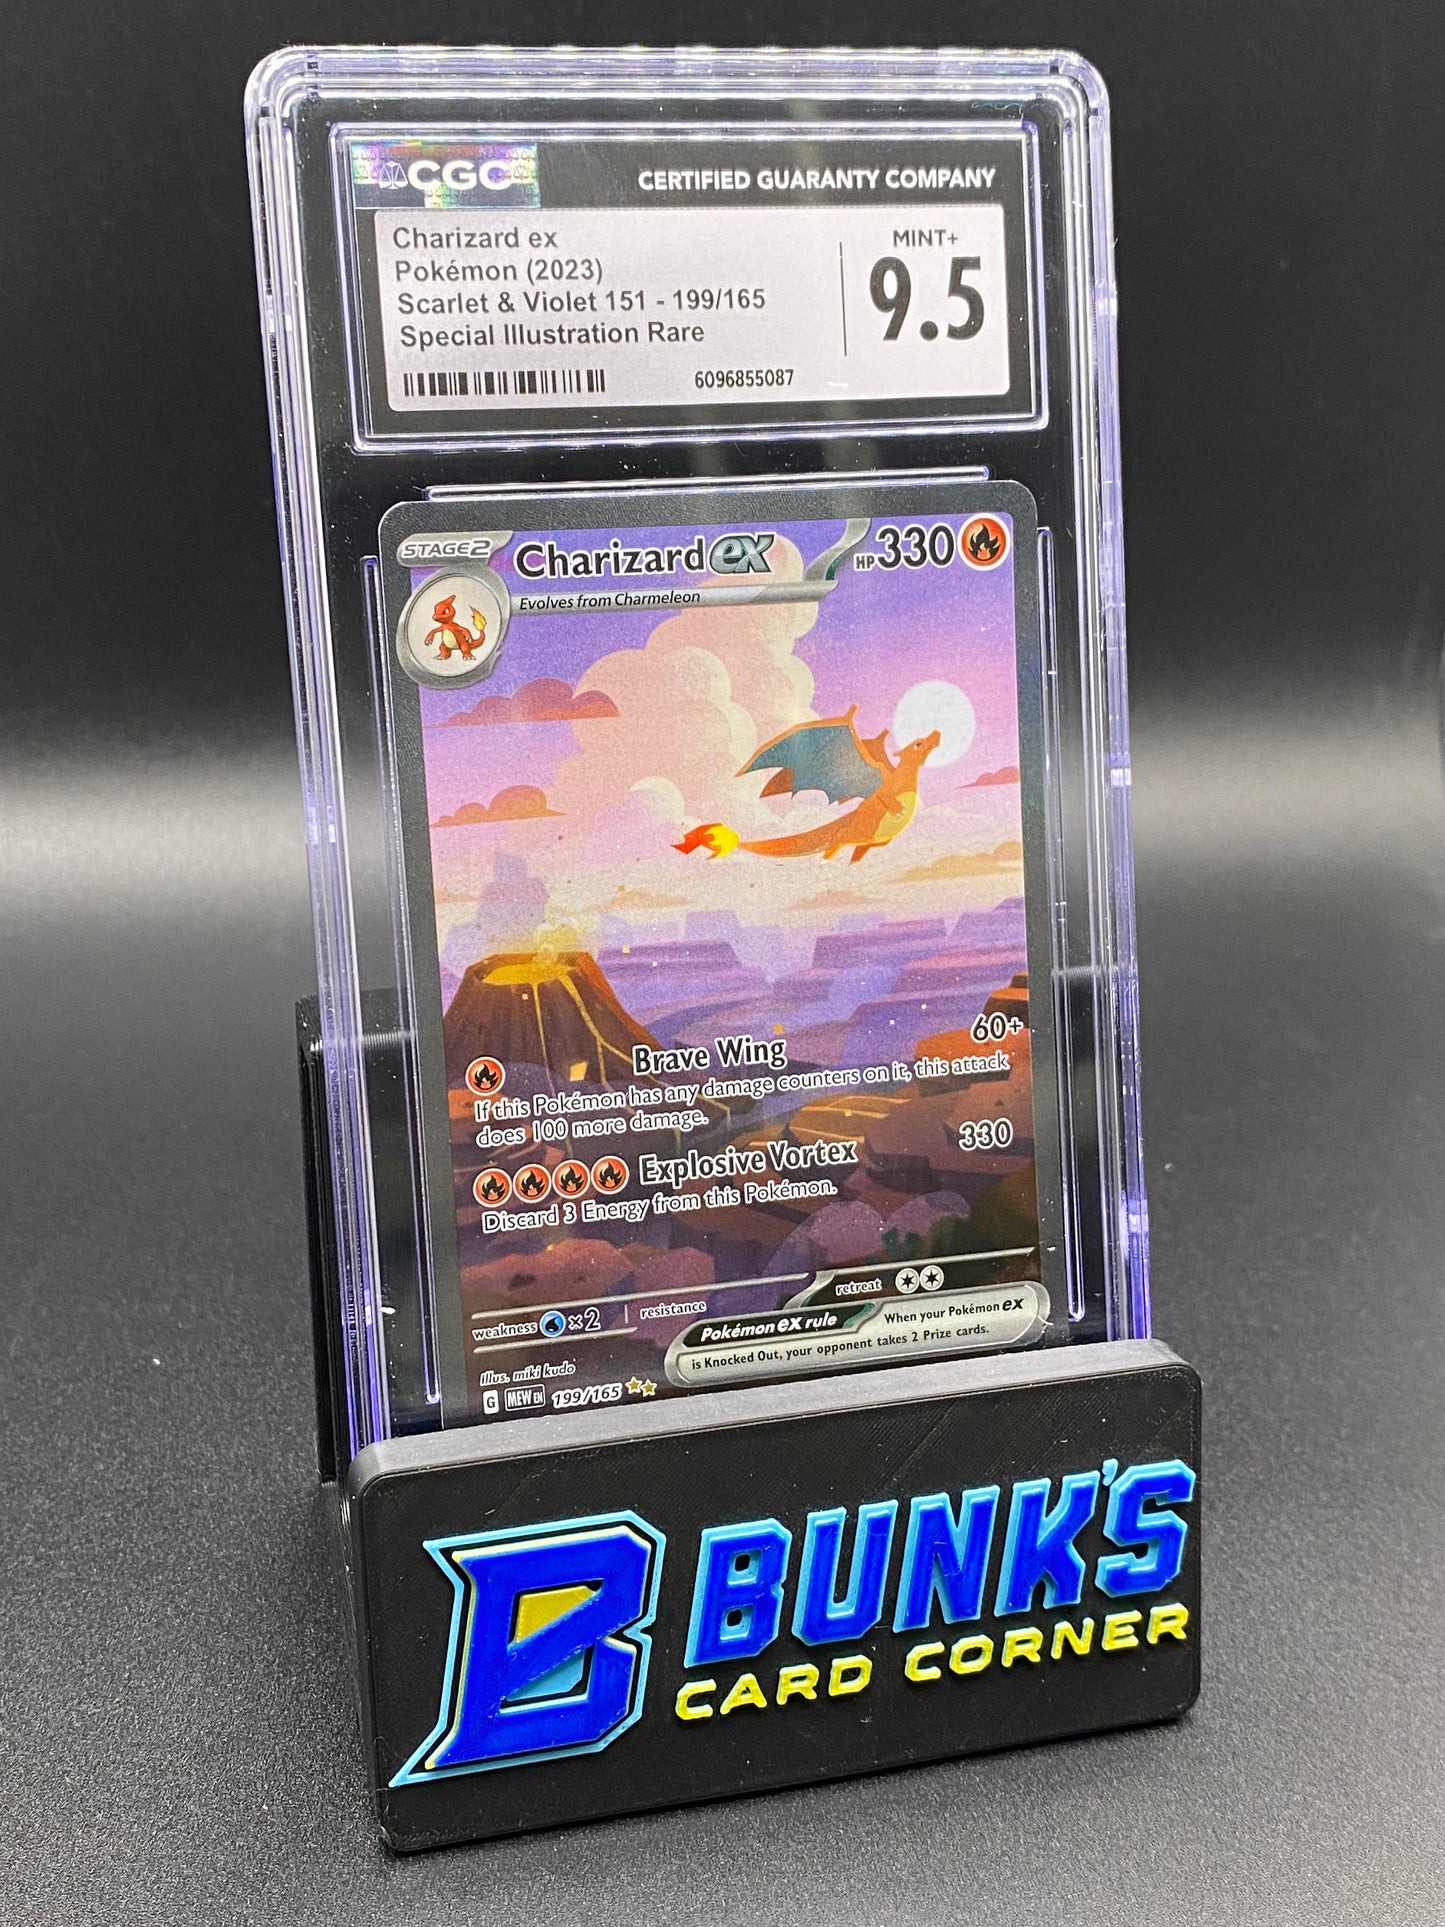 CGC
CERTIFIED GUARANTY COMPANY
Charizard ex
Pokémon (2023)
Scarlet & Violet 151 - 199/165
Special Illustration Rare
6096855087
MINT+
9.5
STAGE2
Charizard ex
HP 330
Evolves from Charmeleon
Brave Wing 60+
If this Pokémon has any damage counters on it, this attack
does 100 more damage.
Explosive Vortex 330
Discard 3 Energy from this Pokémon.
weakness ×2 resistance retreat
Pokémon ex rule When your Pokémon ex
is Knocked Out, your opponent takes 2 Prize cards.
Illus. miki kudo
G MEW EN 199/165
B BUNK'S
CARD CORNER